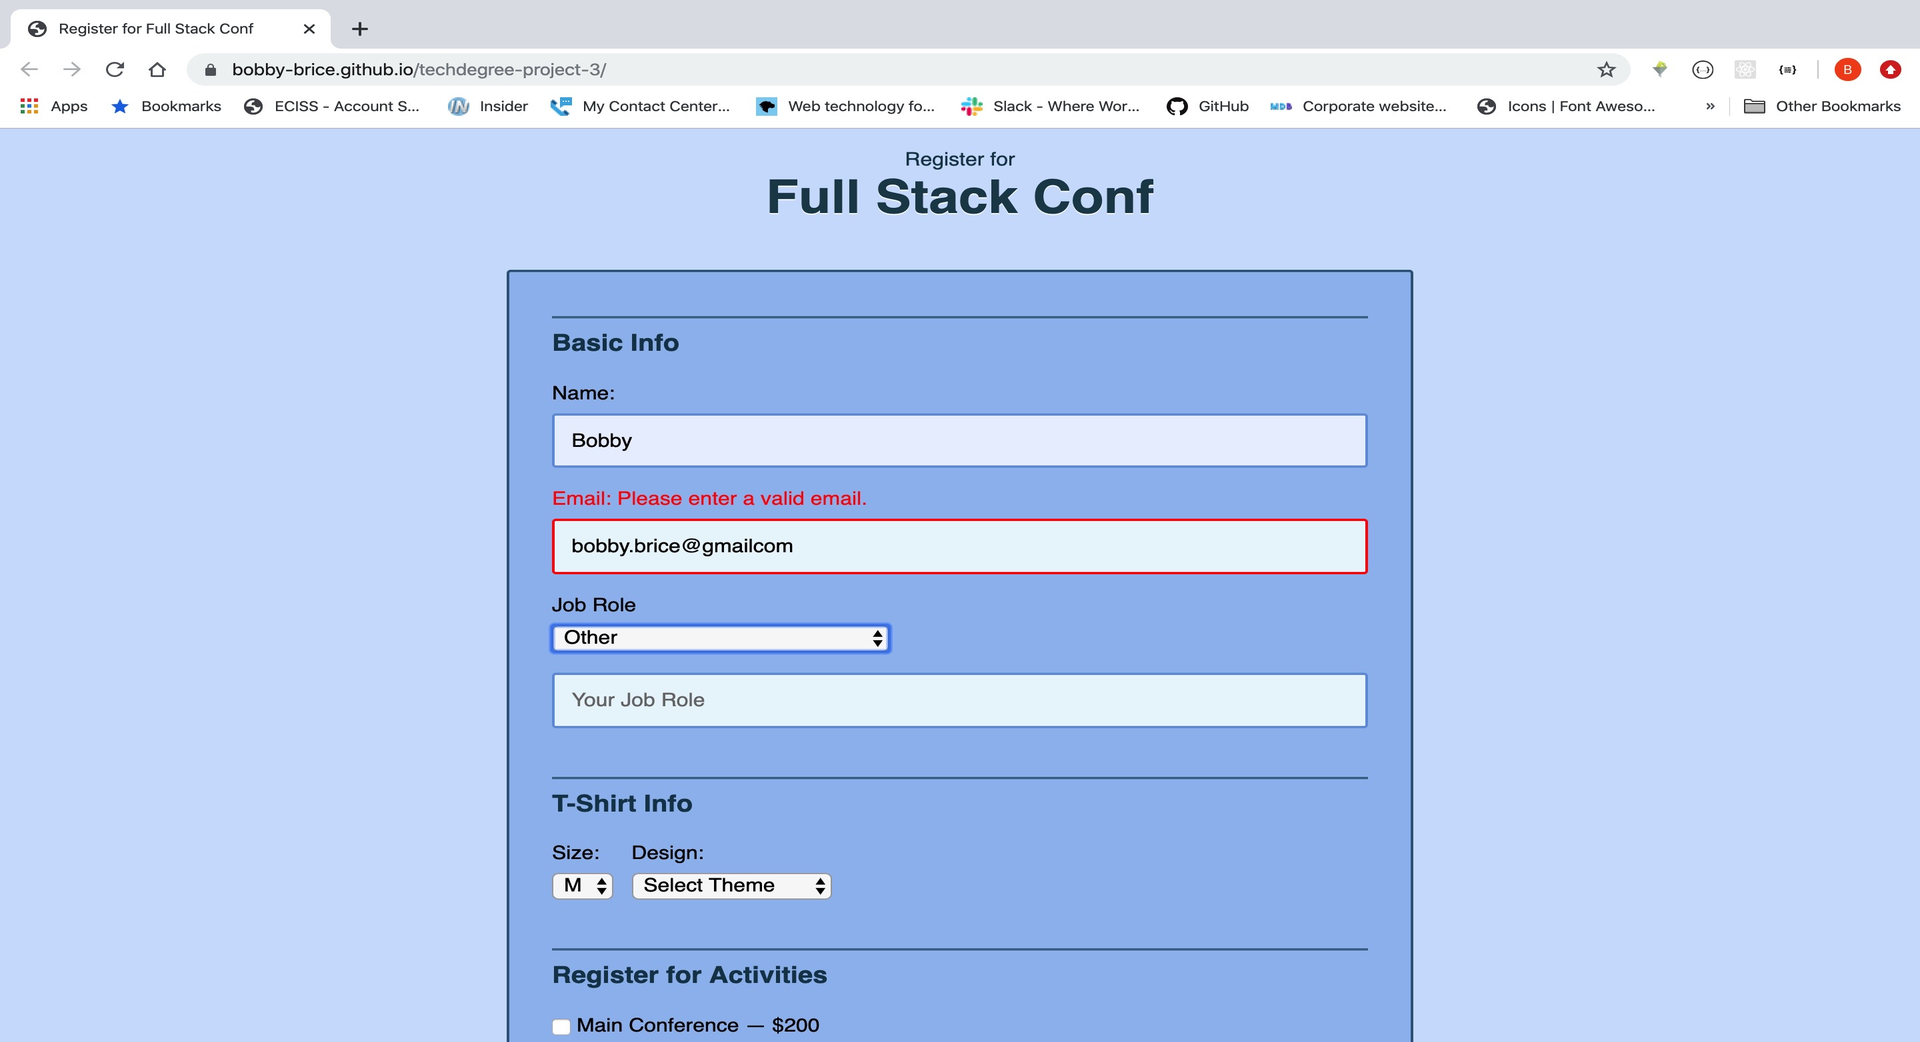 Register for Full Stack Conf
bobby-brice.github.io/techdegree-project-3/
B
Apps Bookmarks ECISS - Account S... Insider My Contact Center... Web technology fo... Slack - Where Wor... GitHub MDB Corporate website... Icons | Font Aweso... » Other Bookmarks
Register for
Full Stack Conf
Basic Info
Name:
Bobby
Email: Please enter a valid email.
bobby.brice@gmailcom
Job Role
Other
Your Job Role
T-Shirt Info
Size: Design:
M Select Theme
Register for Activities
Main Conference — $200